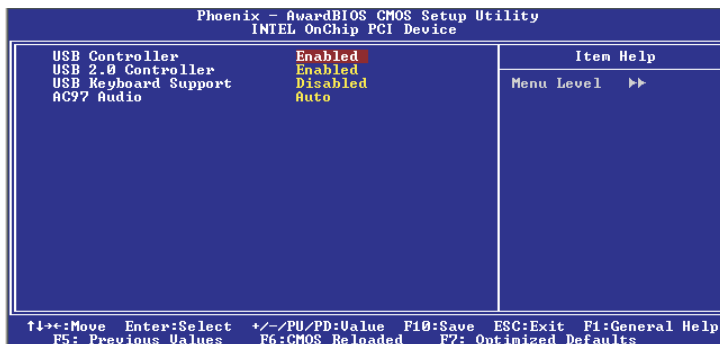 Phoenix - AwardBIOS CMOS Setup Utility
INTEL OnChip PCI Device
USB Controller Enabled
USB 2.0 Controller Enabled
USB Keyboard Support Disabled
AC97 Audio Auto
Item Help
Menu Level ▸▸
↑↓→←:Move Enter:Select +/-/PU/PD:Value F10:Save ESC:Exit F1:General Help
F5: Previous Values F6:CMOS Reloaded F7: Optimized Defaults